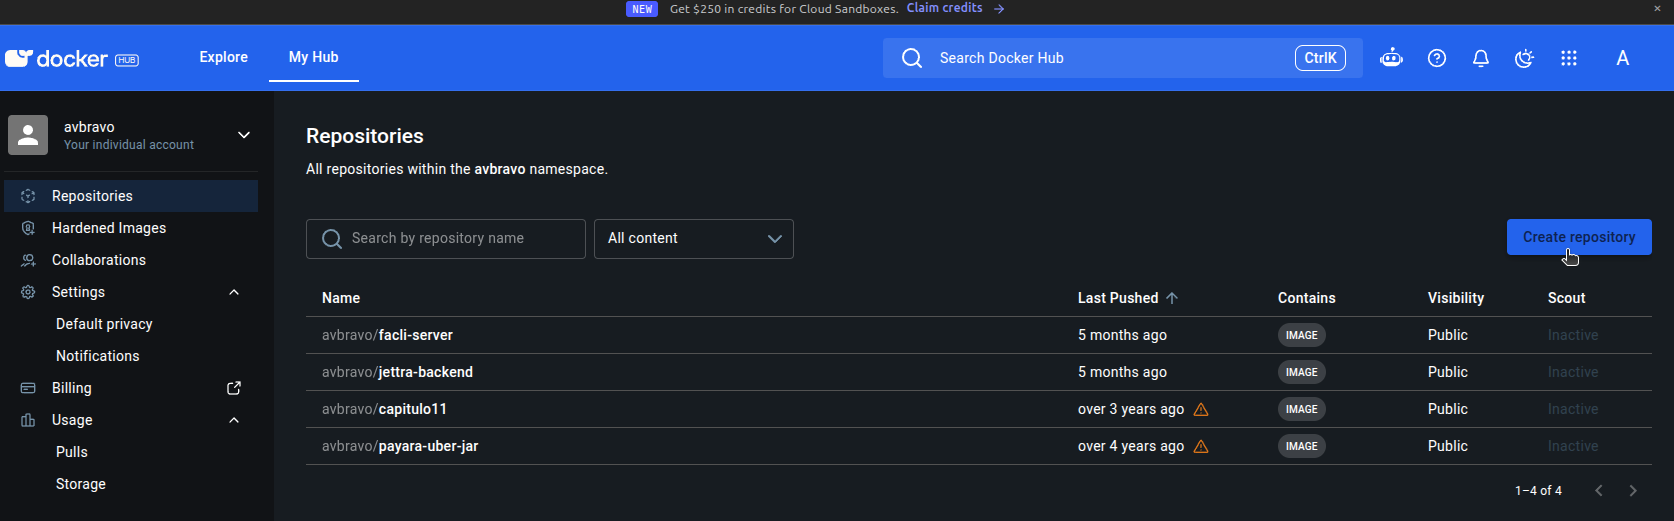 NEW Get $250 in credits for Cloud Sandboxes. Claim credits
docker HUB Explore My Hub Search Docker Hub CtrlK A
avbravo
Your individual account
Repositories
Hardened Images
Collaborations
Settings
Default privacy
Notifications
Billing
Usage
Pulls
Storage
Repositories
All repositories within the avbravo namespace.
Search by repository name All content Create repository
Name Last Pushed Contains Visibility Scout
avbravo/facli-server 5 months ago IMAGE Public Inactive
avbravo/jettra-backend 5 months ago IMAGE Public Inactive
avbravo/capitulo11 over 3 years ago IMAGE Public Inactive
avbravo/payara-uber-jar over 4 years ago IMAGE Public Inactive
1–4 of 4